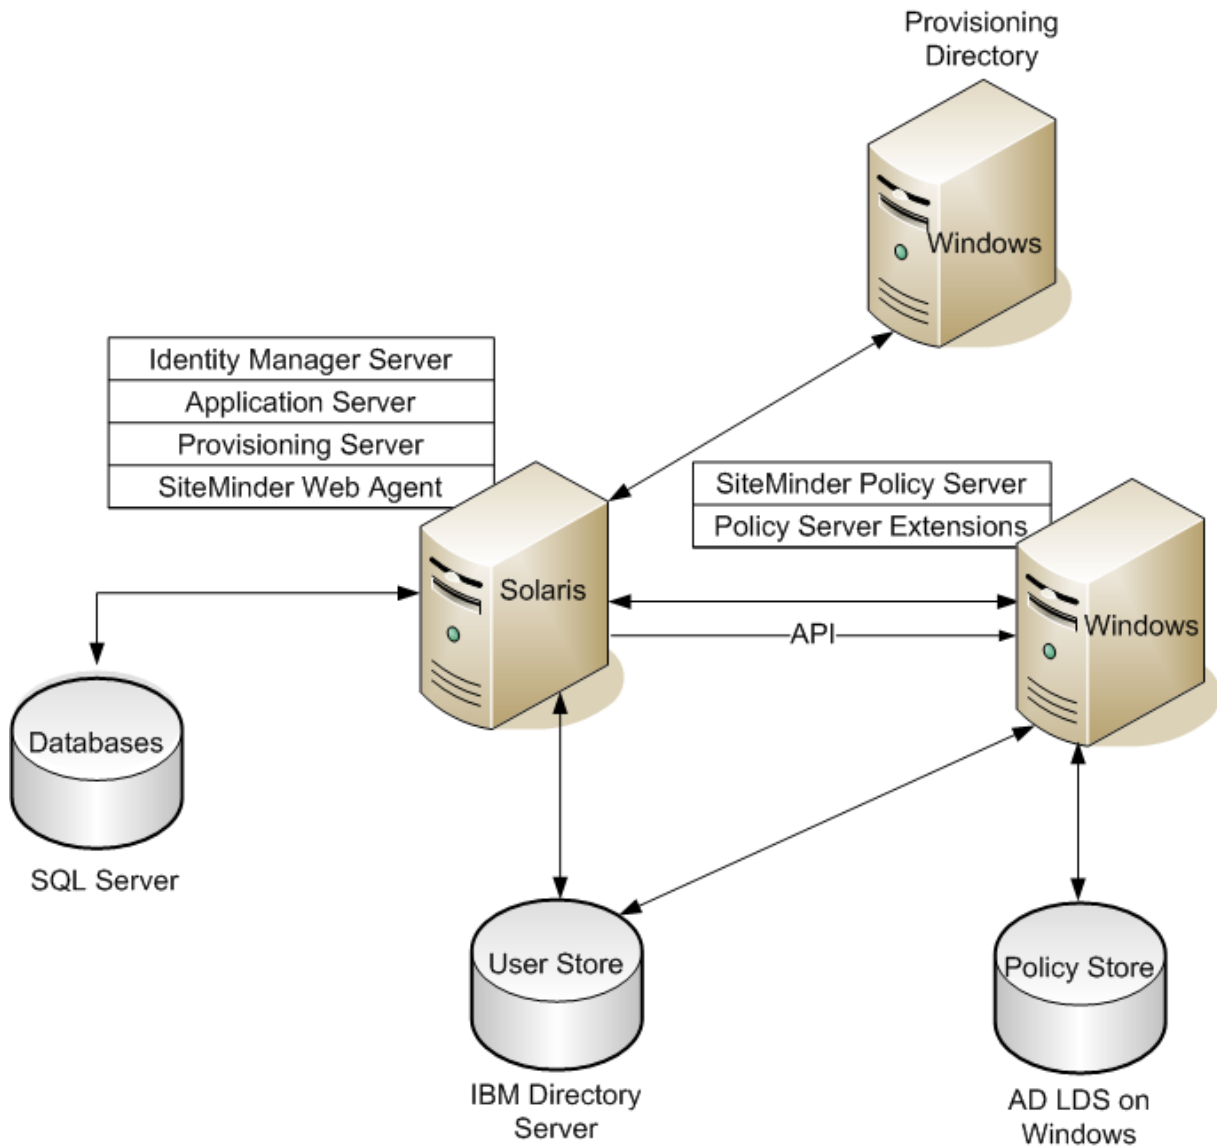 Provisioning
Directory
Windows
Identity Manager Server
Application Server
Provisioning Server
SiteMinder Web Agent
SiteMinder Policy Server
Policy Server Extensions
Solaris
API
Windows
Databases
SQL Server
User Store
IBM Directory
Server
Policy Store
AD LDS on
Windows